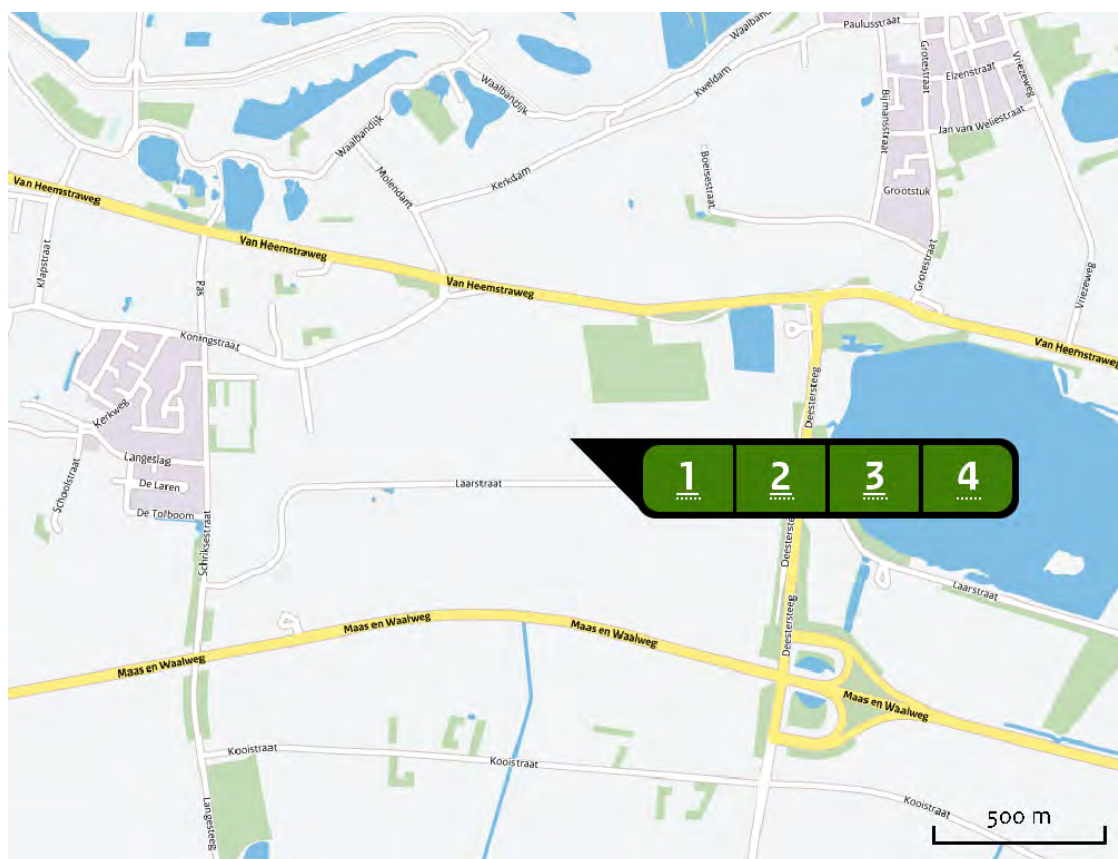 Paulusstraat
Waalbandijk
Grotestraat
Vriezeweg
Elzenstraat
Waalbandijk
Kweldam
Bijmansstraat
Jan van Weliestraat
Waalbandijk
Molendam
Boeisestraat
Kerkdam
Van Heemstraweg
Grootstuk
Van Heemstraweg
Klapstraat
Pas
Van Heemstraweg
Grotestraat
Vriezeweg
Koningstraat
Van Heemstraweg
Deestersteeg
Kerkweg
Langeslag
1 2 3 4
Schoolstraat
De Laren
Laarstraat
De Tolboom
Schriksestraat
Deestersteeg
Laarstraat
Maas en Waalweg
Maas en Waalweg
Deestersteeg
Maas en Waalweg
Maas en Waalweg
Kooistraat
Kooistraat
Langesteeg
Kooistraat
500 m